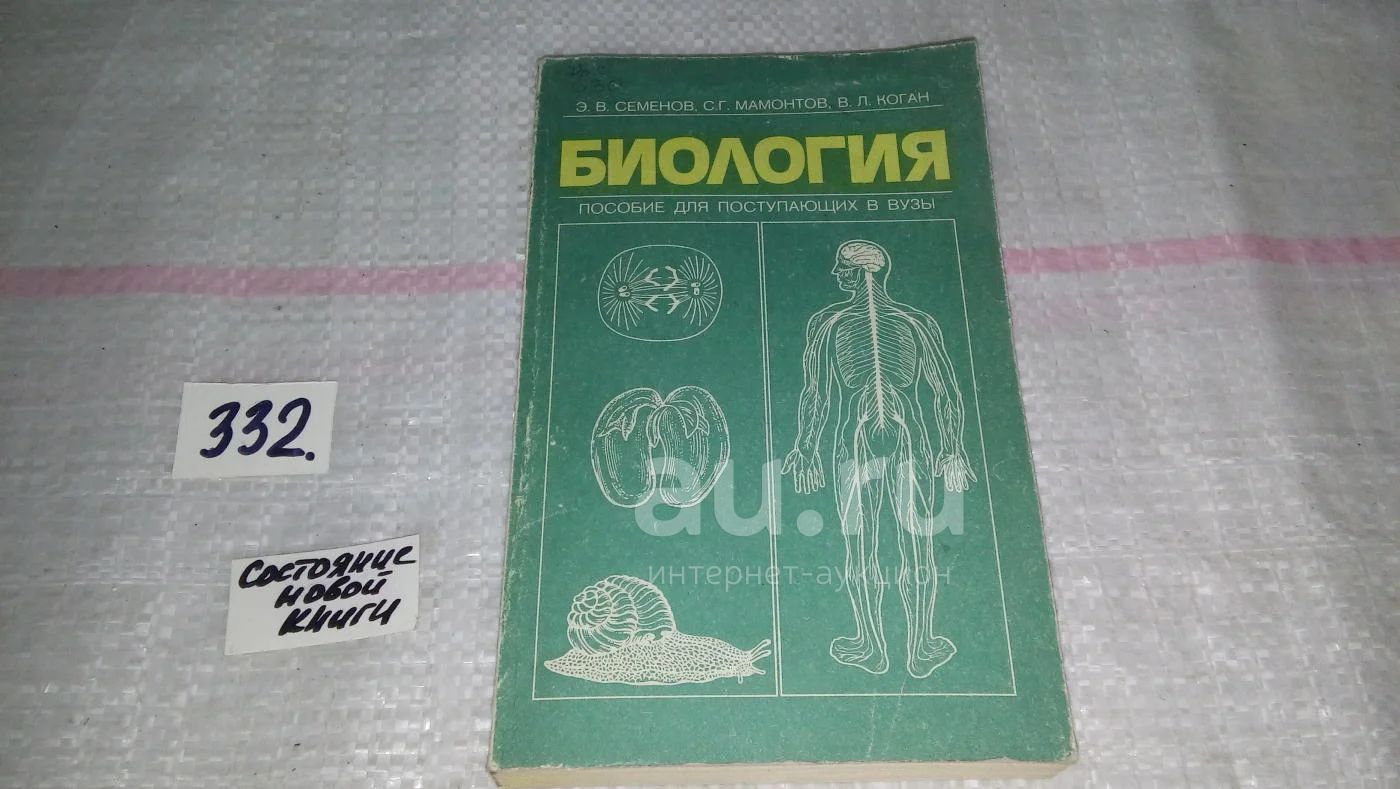 Э. В. СЕМЕНОВ, С.Г. МАМОНТОВ, В. Л. КОГАН
БИОЛОГИЯ
ПОСОБИЕ ДЛЯ ПОСТУПАЮЩИХ В ВУЗЫ
332.
Состояние
новой
книги
au.ru
интернет-аукцион